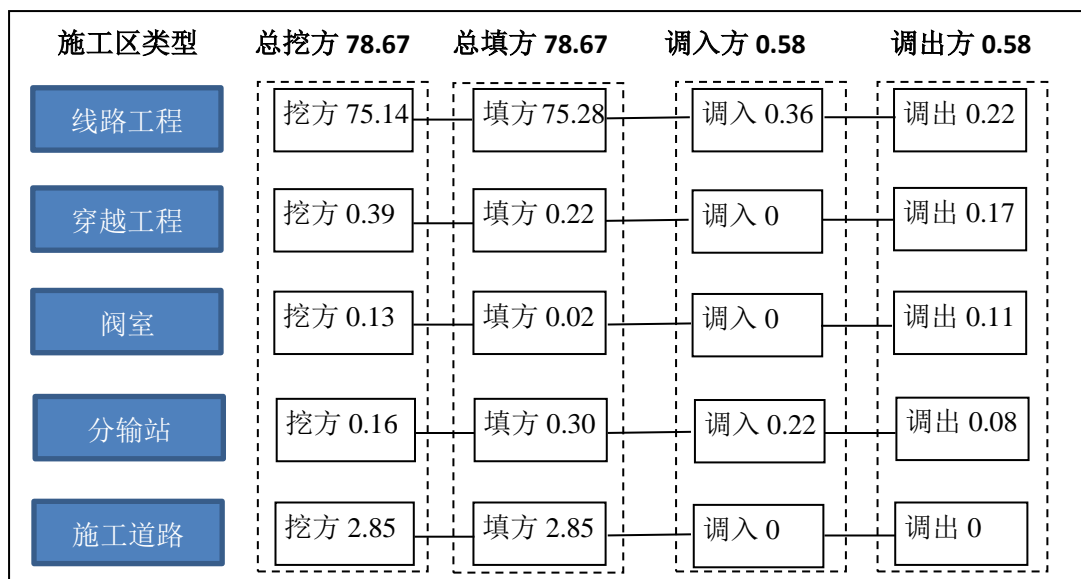 施工区类型 总挖方 78.67 总填方 78.67 调入方 0.58 调出方 0.58
线路工程 挖方 75.14 填方 75.28 调入 0.36 调出 0.22
穿越工程 挖方 0.39 填方 0.22 调入 0 调出 0.17
阀室 挖方 0.13 填方 0.02 调入 0 调出 0.11
分输站 挖方 0.16 填方 0.30 调入 0.22 调出 0.08
施工道路 挖方 2.85 填方 2.85 调入 0 调出 0